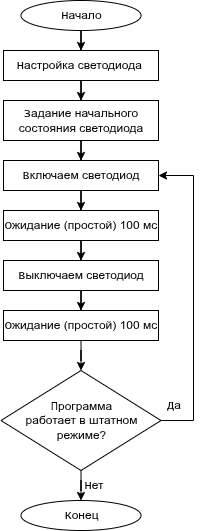 Начало
Настройка светодиода
Задание начального
состояния светодиода
Включаем светодиод
Ожидание (простой) 100 мс
Выключаем светодиод
Ожидание (простой) 100 мс
Программа
работает в штатном
режиме?
Да
Нет
Конец